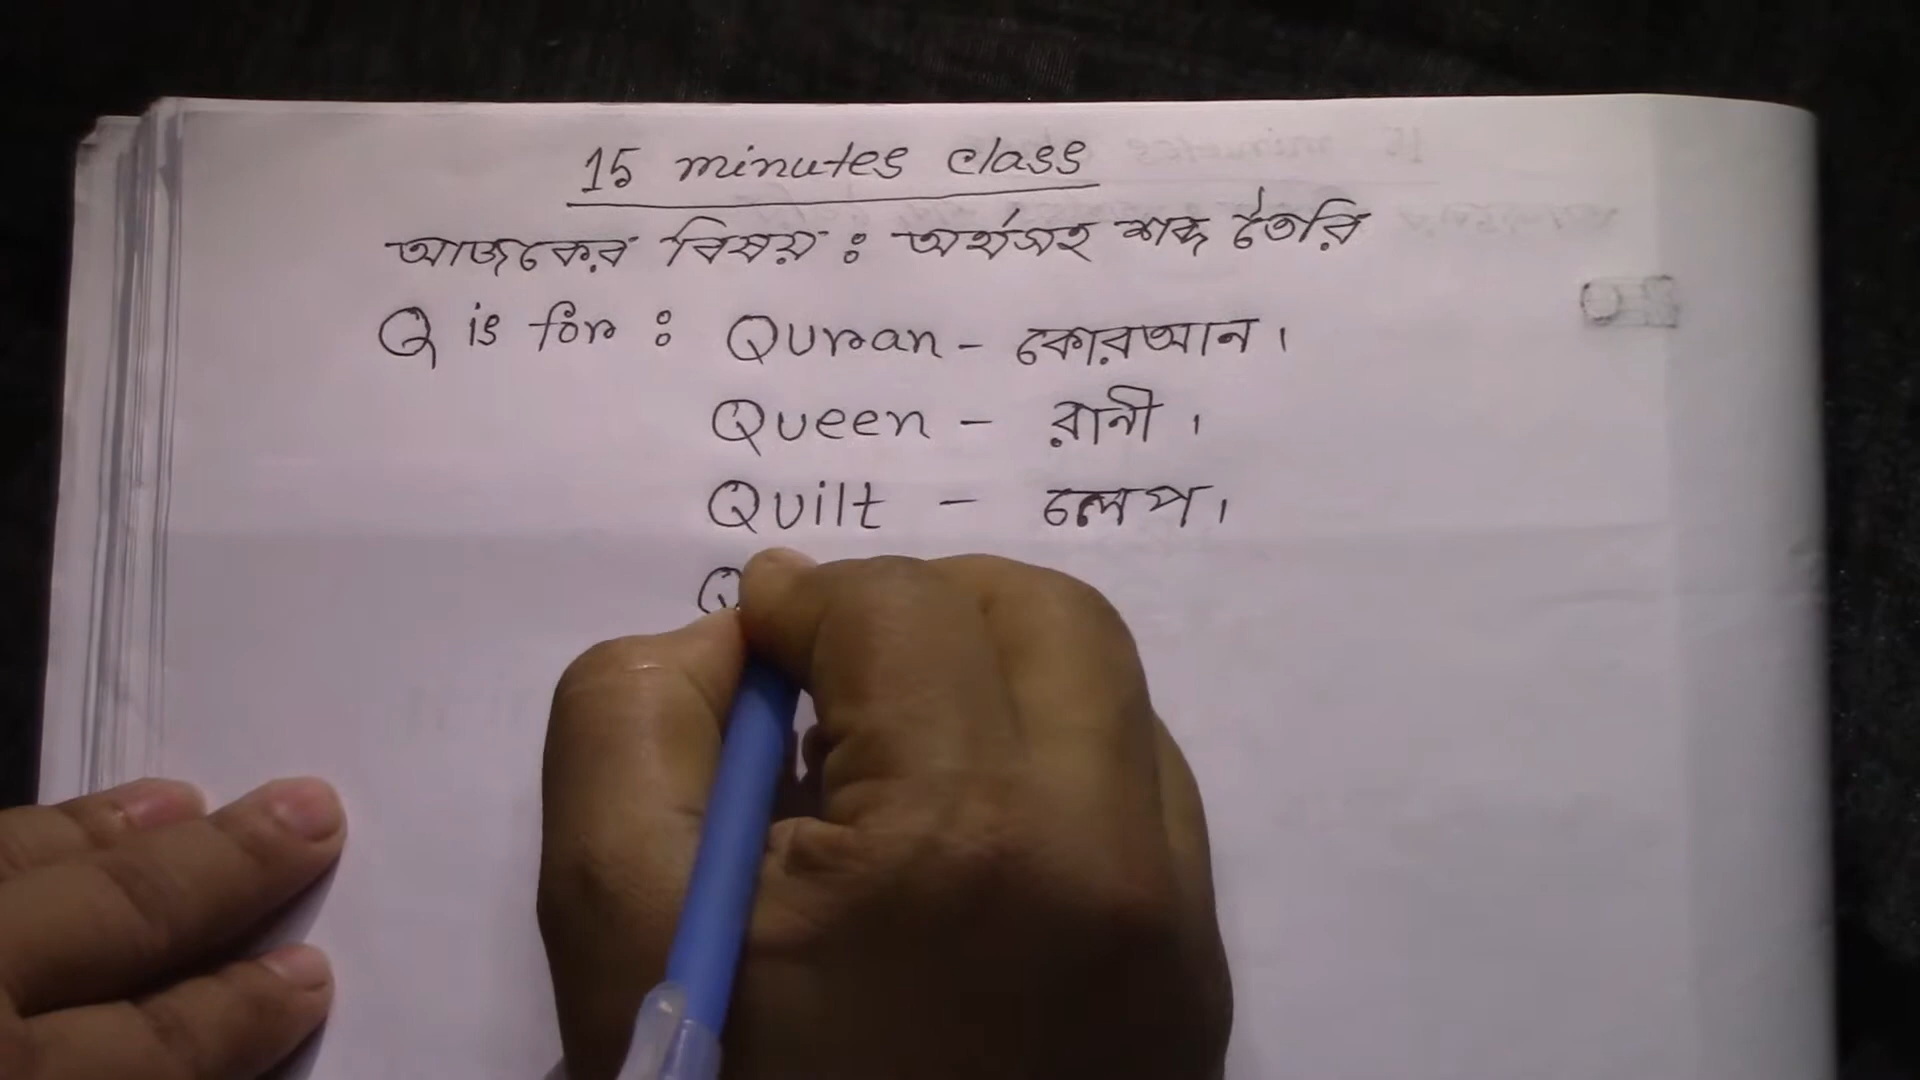 15 minutes class
আজকের বিষয় : অর্থসহ শব্দ তৈরি
Q is for : Quran - কোরআন।
Queen - রানী ।
Quilt - লেপ।
Q